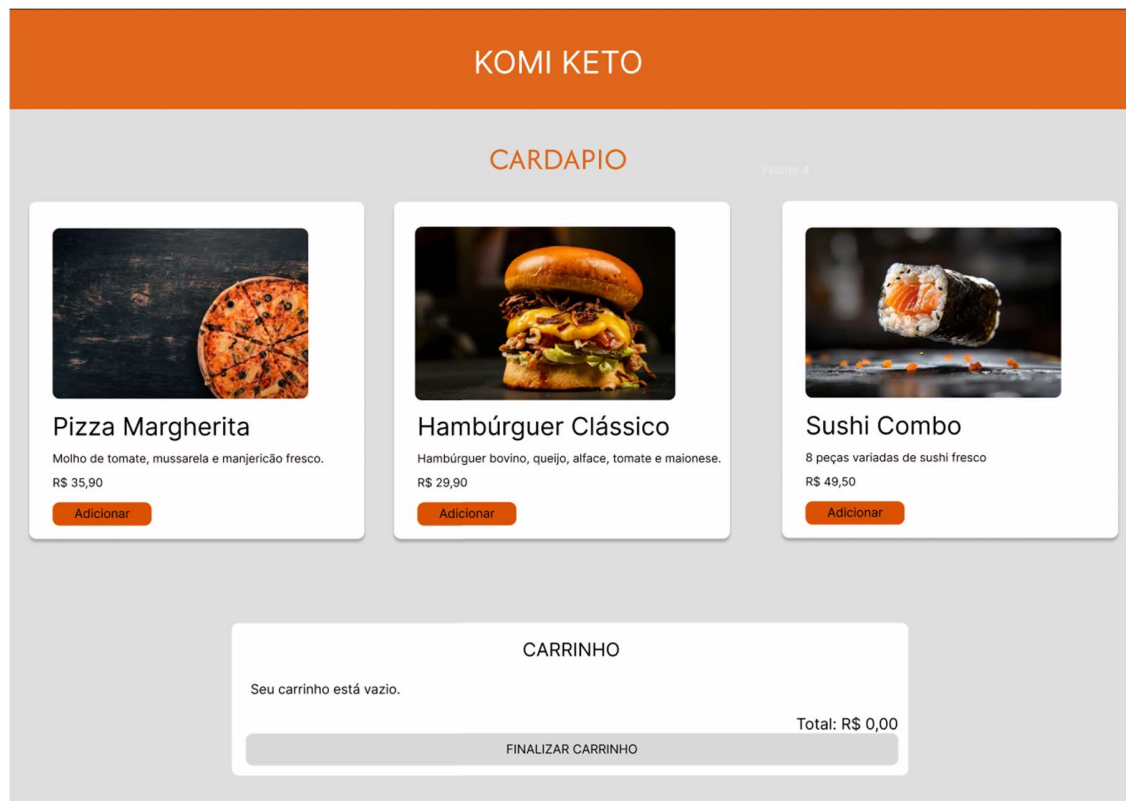 KOMI KETO
CARDAPIO
Frame 4
Pizza Margherita
Molho de tomate, mussarela e manjericão fresco.
R$ 35,90
Adicionar
Hambúrguer Clássico
Hambúrguer bovino, queijo, alface, tomate e maionese.
R$ 29,90
Adicionar
Sushi Combo
8 peças variadas de sushi fresco
R$ 49,50
Adicionar
CARRINHO
Seu carrinho está vazio.
Total: R$ 0,00
FINALIZAR CARRINHO